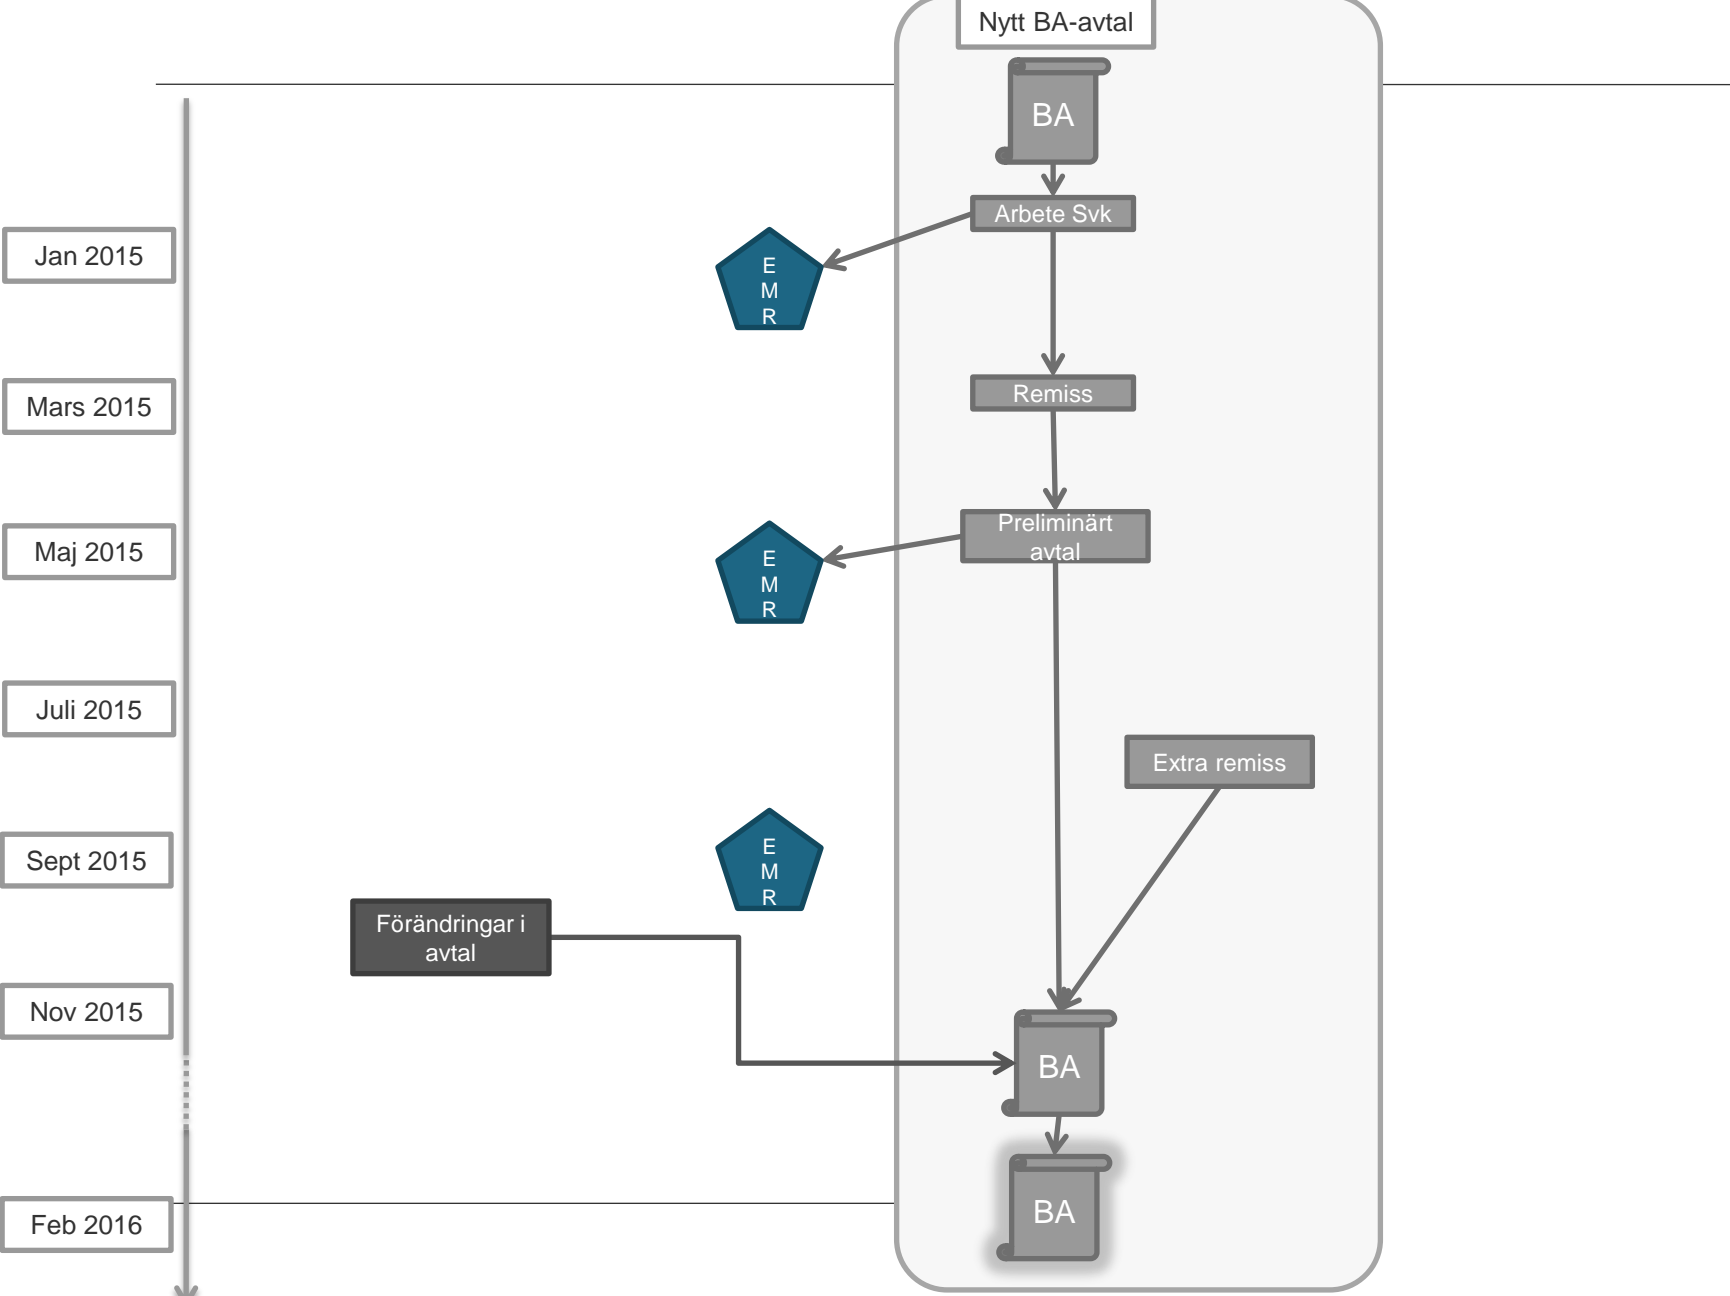 Nytt BA-avtal
BA
Arbete Svk
Jan 2015
E
M
R
Mars 2015
Remiss
Preliminärt
avtal
Maj 2015
E
M
R
Juli 2015
Extra remiss
Sept 2015
E
M
R
Förändringar i
avtal
Nov 2015
BA
BA
Feb 2016